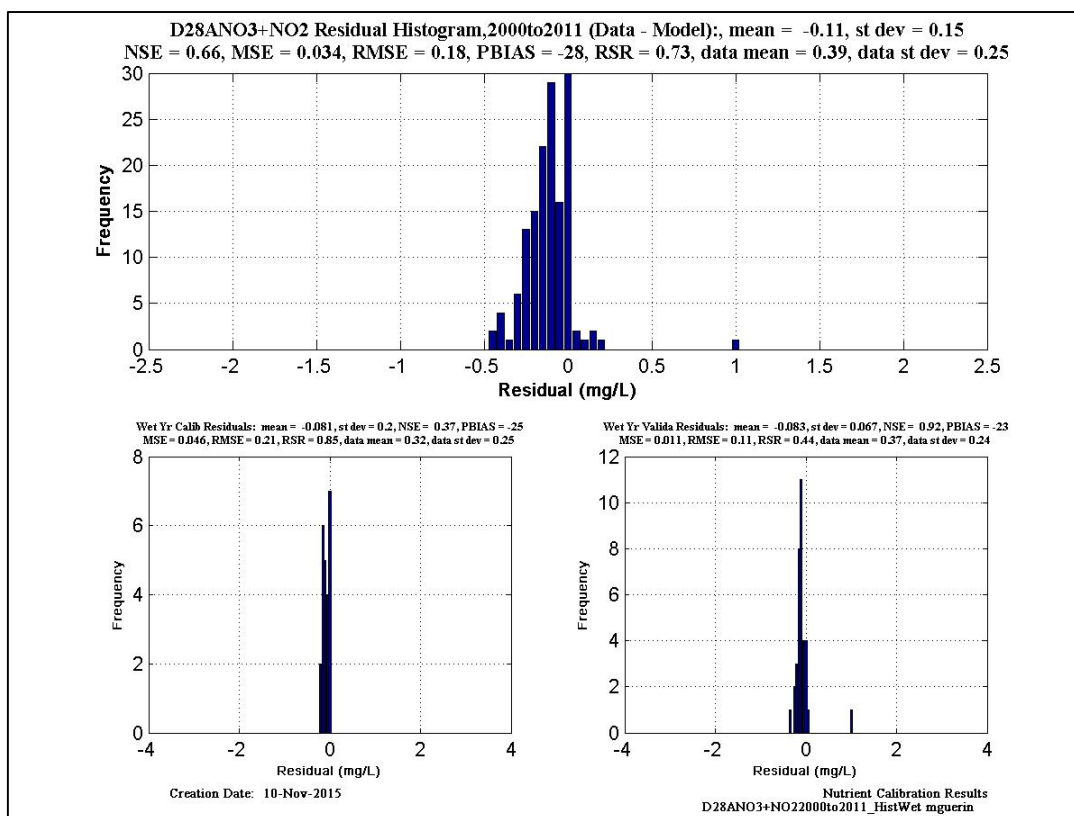 D28ANO3+NO2 Residual Histogram,2000to2011 (Data - Model):, mean = -0.11, st dev = 0.15
NSE = 0.66, MSE = 0.034, RMSE = 0.18, PBIAS = -28, RSR = 0.73, data mean = 0.39, data st dev = 0.25
30
25
20
15
10
5
0
Frequency
-2.5 -2 -1.5 -1 -0.5 0 0.5 1 1.5 2 2.5
Residual (mg/L)
Wet Yr Calib Residuals: mean = -0.081, st dev = 0.2, NSE = 0.37, PBIAS = -25
MSE = 0.046, RMSE = 0.21, RSR = 0.85, data mean = 0.32, data st dev = 0.25
8
6
4
2
0
Frequency
-4 -2 0 2 4
Residual (mg/L)
Wet Yr Valida Residuals: mean = -0.083, st dev = 0.067, NSE = 0.92, PBIAS = -23
MSE = 0.011, RMSE = 0.11, RSR = 0.44, data mean = 0.37, data st dev = 0.24
12
10
8
6
4
2
0
Frequency
-4 -2 0 2 4
Residual (mg/L)
Creation Date: 10-Nov-2015
Nutrient Calibration Results
D28ANO3+NO22000to2011_HistWet mguerin